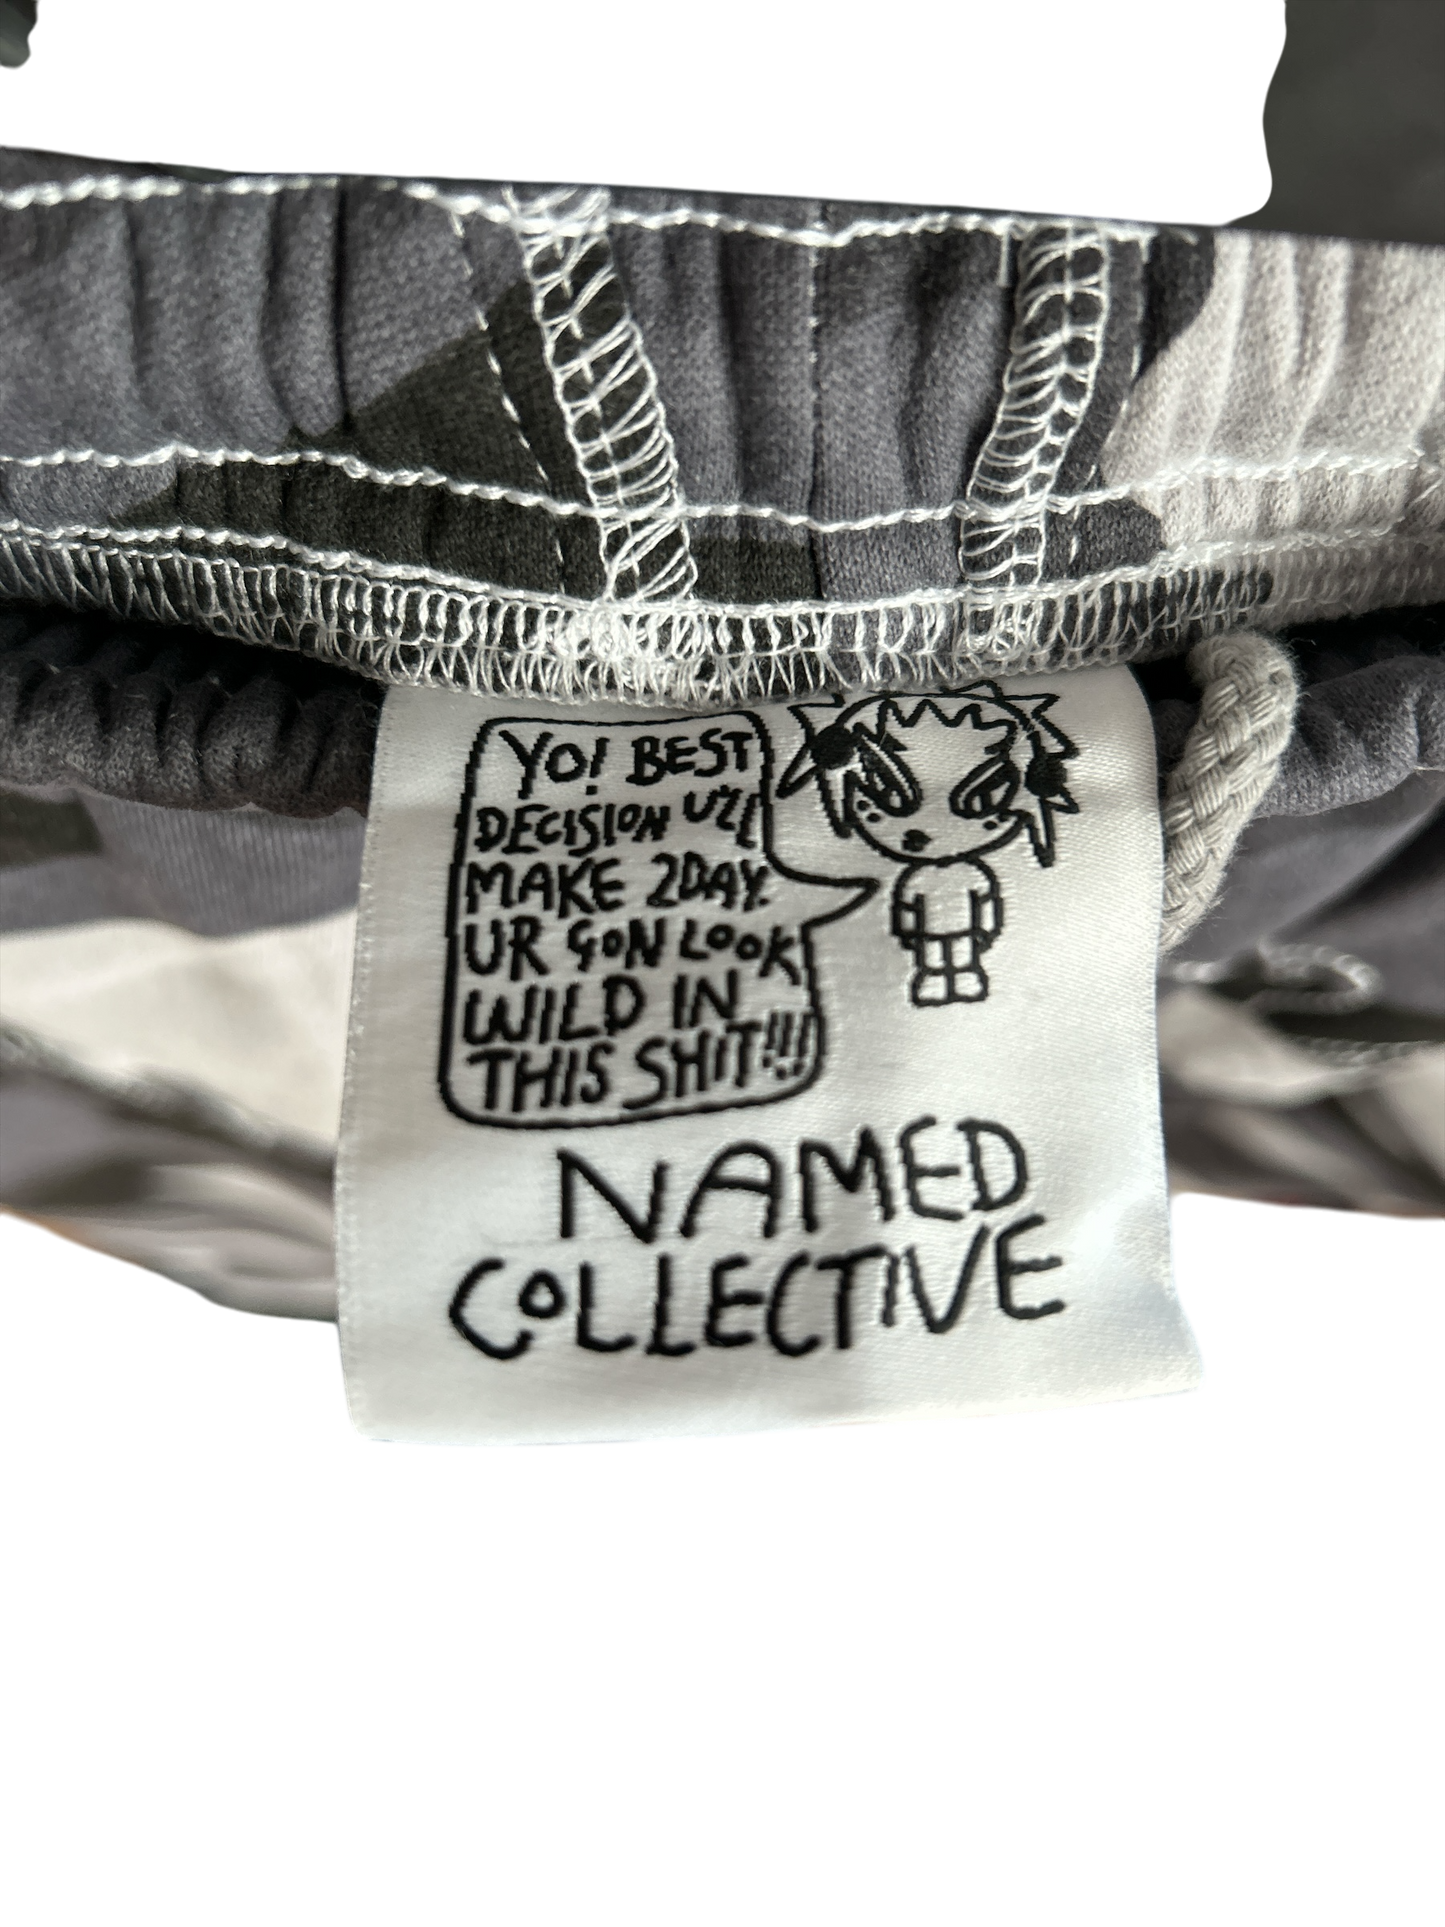 YO! BEST
DECISION U'LL
MAKE 2DAY.
UR GON LOOK
WILD IN
THIS SHIT!!!
NAMED
COLLECTIVE